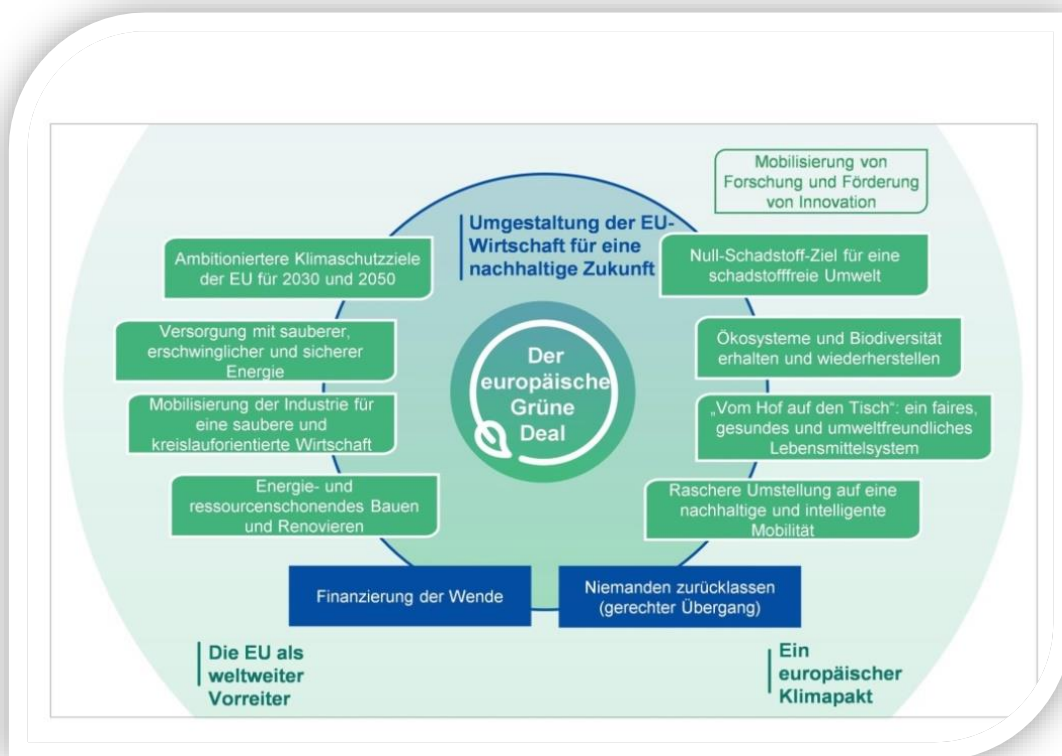 Mobilisierung von
Forschung und Förderung
von Innovation
Umgestaltung der EU-
Wirtschaft für eine
nachhaltige Zukunft
Ambitioniertere Klimaschutzziele
der EU für 2030 und 2050
Null-Schadstoff-Ziel für eine
schadstofffreie Umwelt
Versorgung mit sauberer,
erschwinglicher und sicherer
Energie
Ökosysteme und Biodiversität
erhalten und wiederherstellen
Der
europäische
Grüne
Deal
Mobilisierung der Industrie für
eine saubere und
kreislauforientierte Wirtschaft
„Vom Hof auf den Tisch“: ein faires,
gesundes und umweltfreundliches
Lebensmittelsystem
Energie- und
ressourcenschonendes Bauen
und Renovieren
Raschere Umstellung auf eine
nachhaltige und intelligente
Mobilität
Finanzierung der Wende
Niemanden zurücklassen
(gerechter Übergang)
Die EU als
weltweiter
Vorreiter
Ein
europäischer
Klimapakt